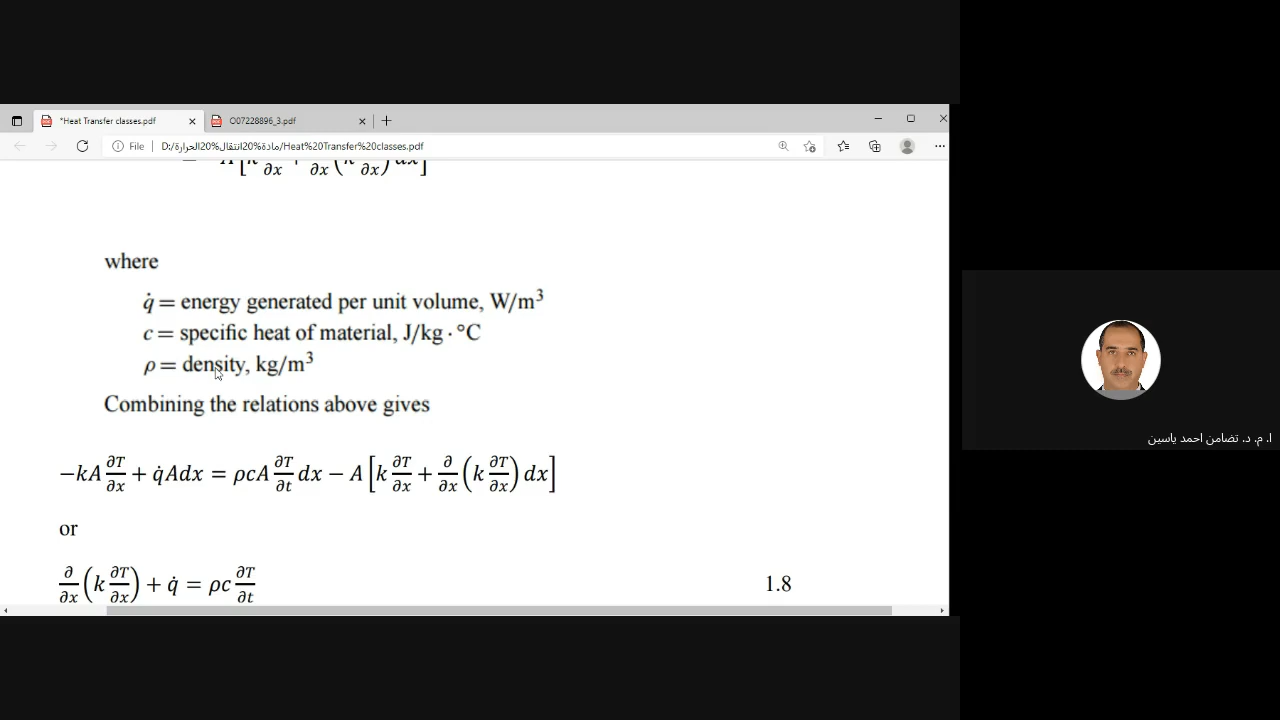 *Heat Transfer classes.pdf
O07228896_3.pdf
File
D:/مادة%20انتقال%20الحرارة/Heat%20Transfer%20classes.pdf
where
q̇ = energy generated per unit volume, W/m³
c = specific heat of material, J/kg · °C
ρ = density, kg/m³
Combining the relations above gives
−kA ∂T/∂x + q̇Adx = ρcA ∂T/∂t dx − A[k ∂T/∂x + ∂/∂x (k ∂T/∂x) dx]
or
∂/∂x (k ∂T/∂x) + q̇ = ρc ∂T/∂t 1.8
ا. م. د. تضامن احمد ياسين